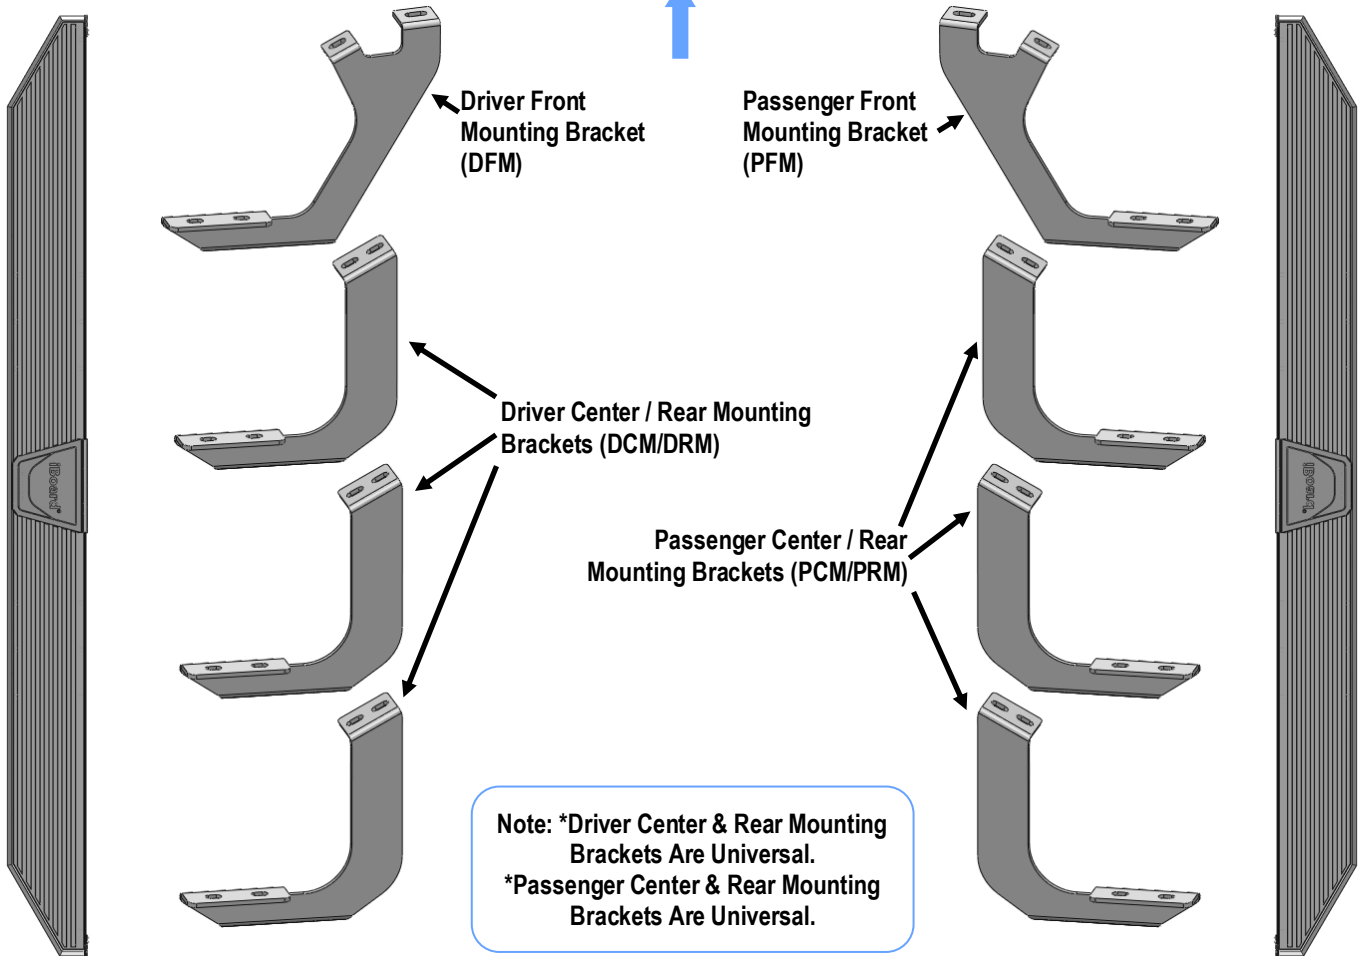 Driver Front
Mounting Bracket
(DFM)
Passenger Front
Mounting Bracket
(PFM)
Driver Center / Rear Mounting
Brackets (DCM/DRM)
Passenger Center / Rear
Mounting Brackets (PCM/PRM)
iBoard
iBoard
Note: *Driver Center & Rear Mounting
Brackets Are Universal.
*Passenger Center & Rear Mounting
Brackets Are Universal.